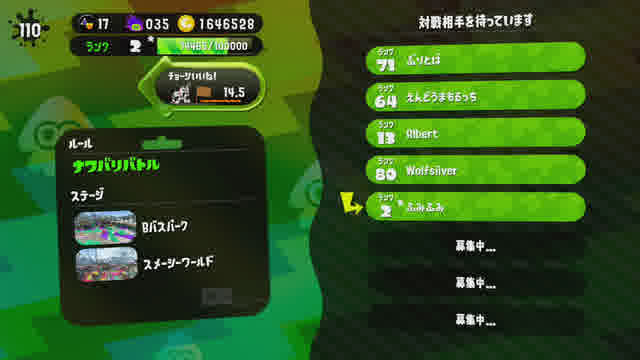 110
17
035
1646528
ランク
2*
チョーシいいね!
14.5
ルール
ナワバリバトル
ステージ
Bバスパーク
スメーシーワールド
対戦相手を待っています
ランク
71
ぷりとぱ
ランク
64
えんどうまもるっち
ランク
13
Albert
ランク
80
Wolfsilver
ランク
2*
ふみふみ
募集中...
募集中...
募集中...